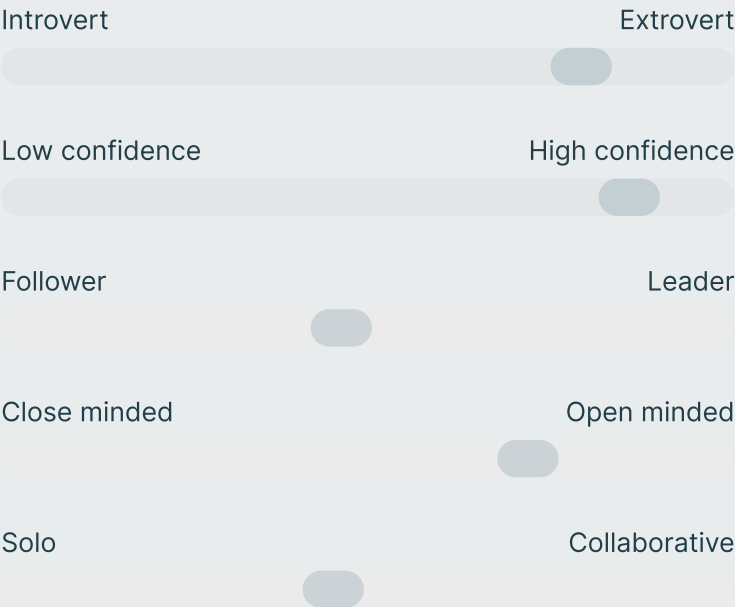 Introvert Extrovert
Low confidence High confidence
Follower Leader
Close minded Open minded
Solo Collaborative